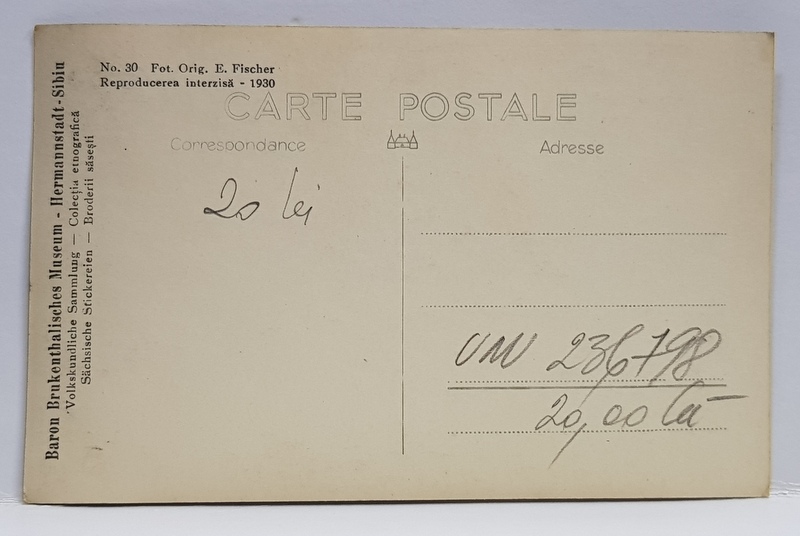 Baron Brukenthalisches Museum - Hermannstadt-Sibiu
Volkskundliche Sammlung — Colecția etnografică
Sächsische Stickereien — Broderii săsești
No. 30 Fot. Orig. E. Fischer
Reproducerea interzisă - 1930
CARTE POSTALE
Correspondance
Adresse
20 lei
236798
20,00 lei